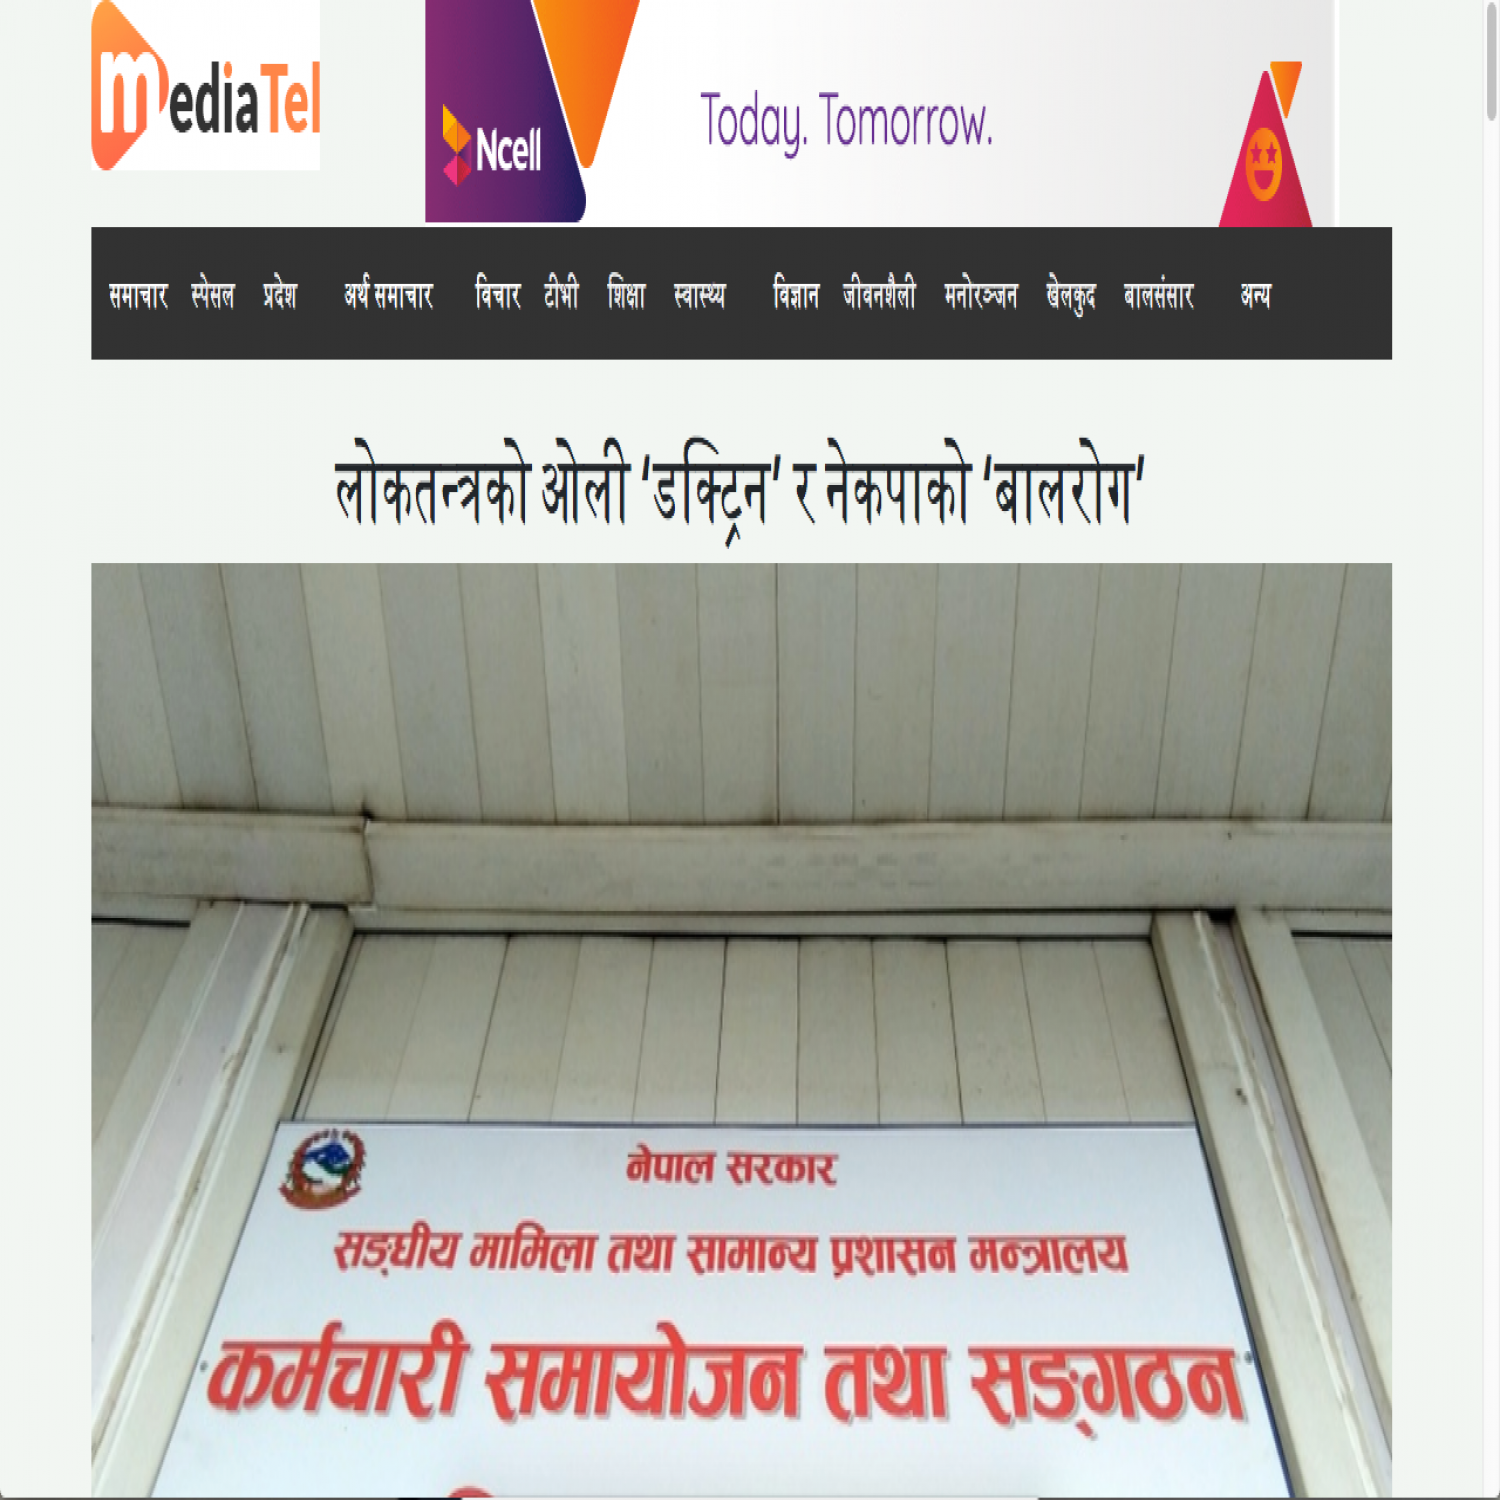 mediaTel
Ncell
Today. Tomorrow.
समाचार स्पेसल प्रदेश अर्थ समाचार विचार टीभी शिक्षा स्वास्थ्य विज्ञान जीवनशैली मनोरञ्जन खेलकुद बालसंसार अन्य
लोकतन्त्रको ओली 'डक्ट्रिन' र नेकपाको 'बालरोग'
नेपाल सरकार
सङ्घीय मामिला तथा सामान्य प्रशासन मन्त्रालय
कर्मचारी समायोजन तथा सङ्गठन